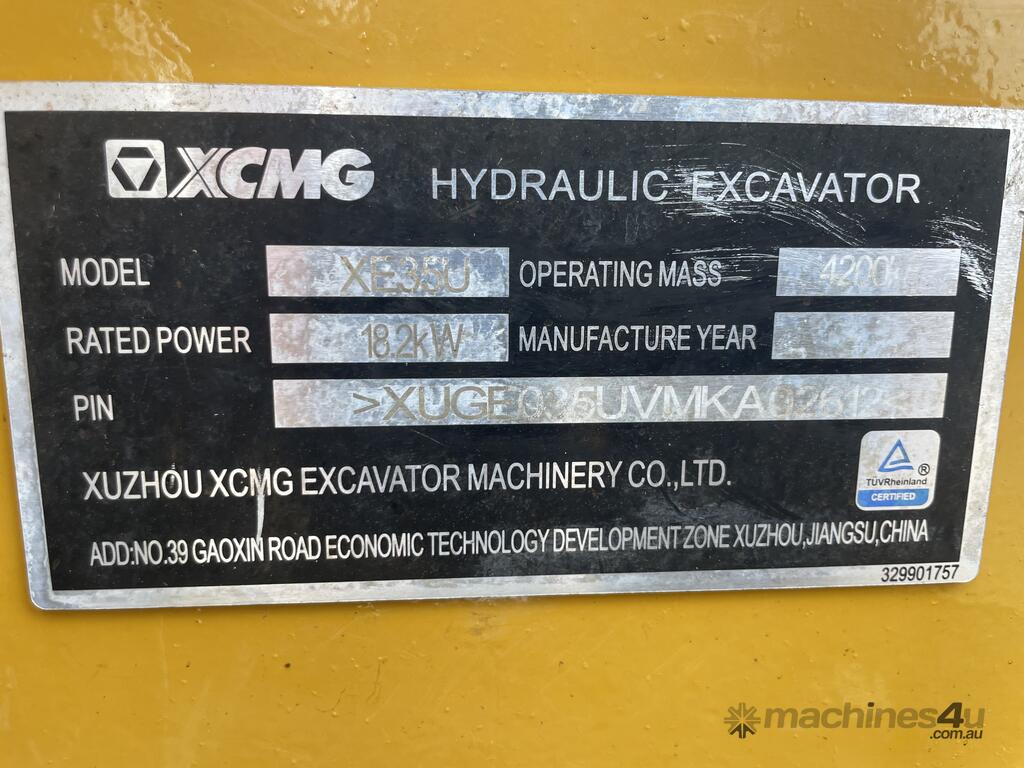 XCMG HYDRAULIC EXCAVATOR
MODEL XE35U OPERATING MASS 4200
RATED POWER 18.2kW MANUFACTURE YEAR
PIN
XUZHOU XCMG EXCAVATOR MACHINERY CO.,LTD.
TÜVRheinland ®
CERTIFIED
ADD:NO.39 GAOXIN ROAD ECONOMIC TECHNOLOGY DEVELOPMENT ZONE XUZHOU,JIANGSU,CHINA
329901757
machines4u
.com.au